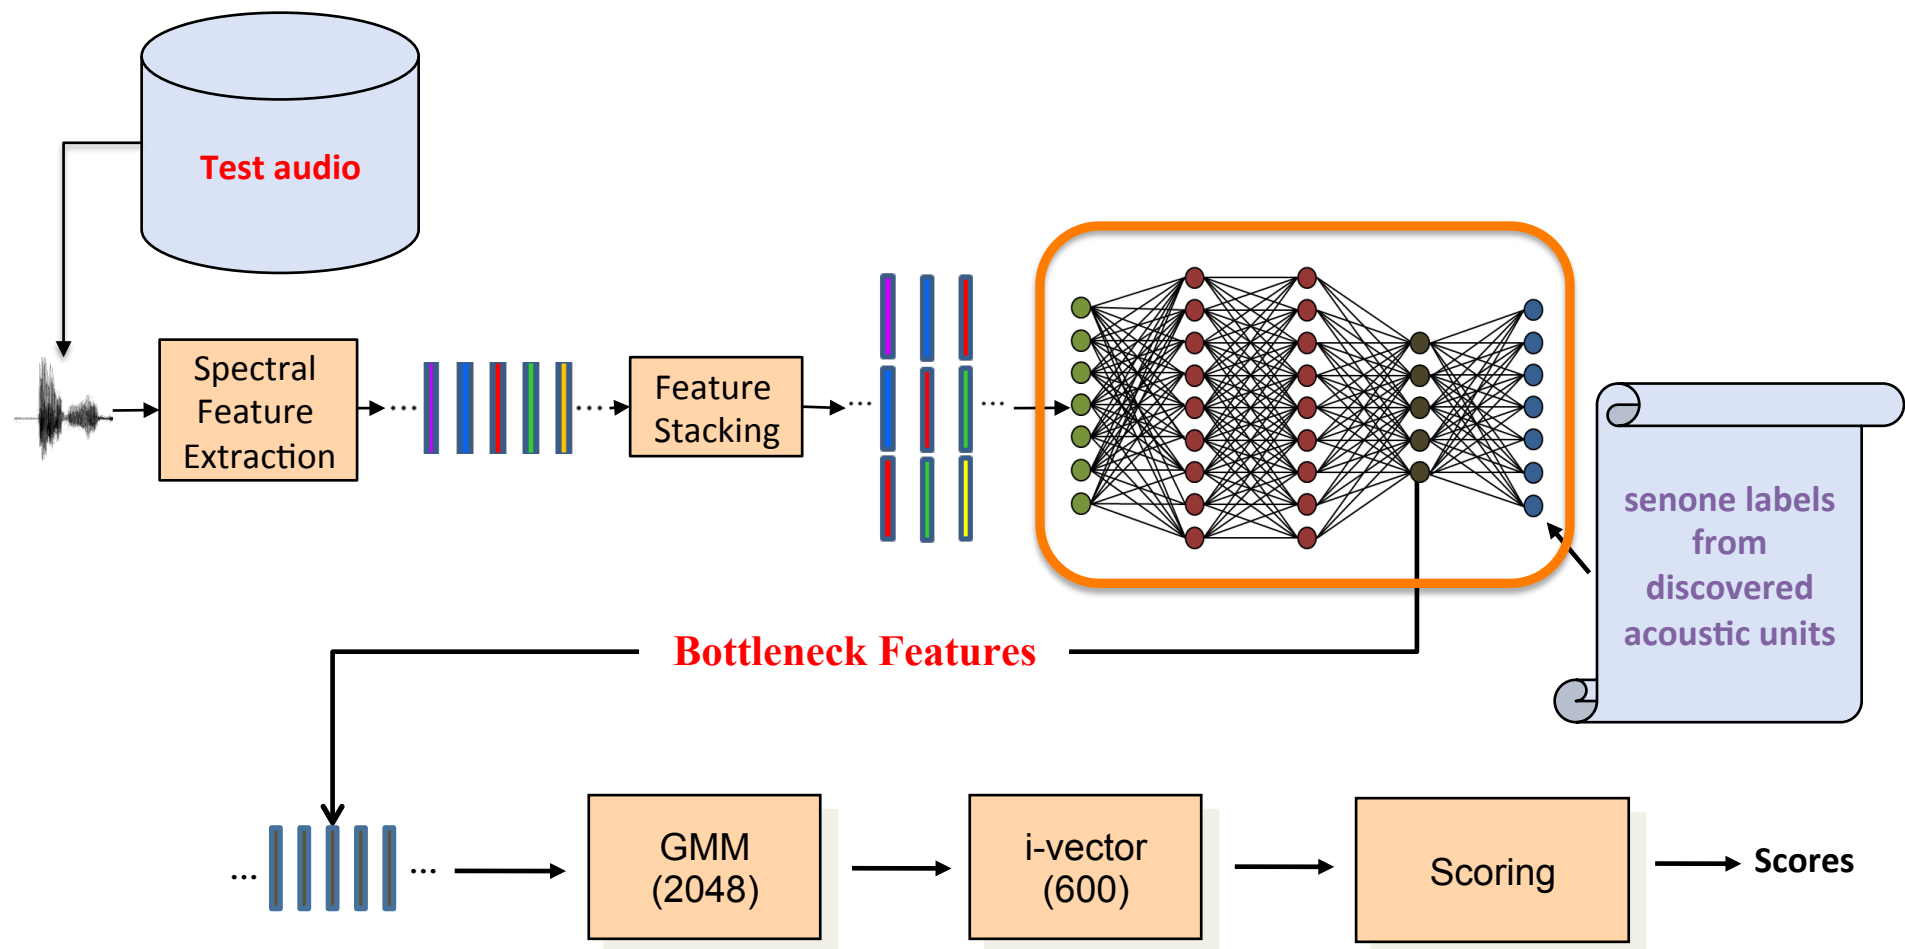 Test audio
Spectral
Feature
Extraction
...
....
Feature
Stacking
...
...
senone labels
from
discovered
acoustic units
Bottleneck Features
...
...
GMM
(2048)
i-vector
(600)
Scoring
Scores